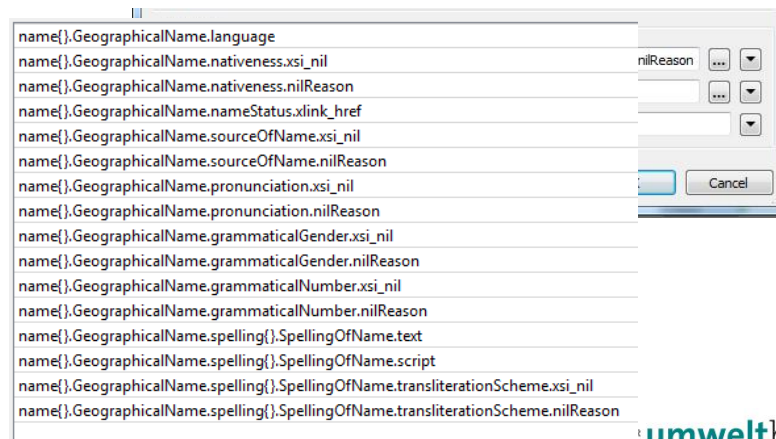 name{}.GeographicalName.language
name{}.GeographicalName.nativeness.xsi_nil
name{}.GeographicalName.nativeness.nilReason
name{}.GeographicalName.nameStatus.xlink_href
name{}.GeographicalName.sourceOfName.xsi_nil
name{}.GeographicalName.sourceOfName.nilReason
name{}.GeographicalName.pronunciation.xsi_nil
name{}.GeographicalName.pronunciation.nilReason
name{}.GeographicalName.grammaticalGender.xsi_nil
name{}.GeographicalName.grammaticalGender.nilReason
name{}.GeographicalName.grammaticalNumber.xsi_nil
name{}.GeographicalName.grammaticalNumber.nilReason
name{}.GeographicalName.spelling{}.SpellingOfName.text
name{}.GeographicalName.spelling{}.SpellingOfName.script
name{}.GeographicalName.spelling{}.SpellingOfName.transliterationScheme.xsi_nil
name{}.GeographicalName.spelling{}.SpellingOfName.transliterationScheme.nilReason
nilReason ...
...
Cancel
umwelt